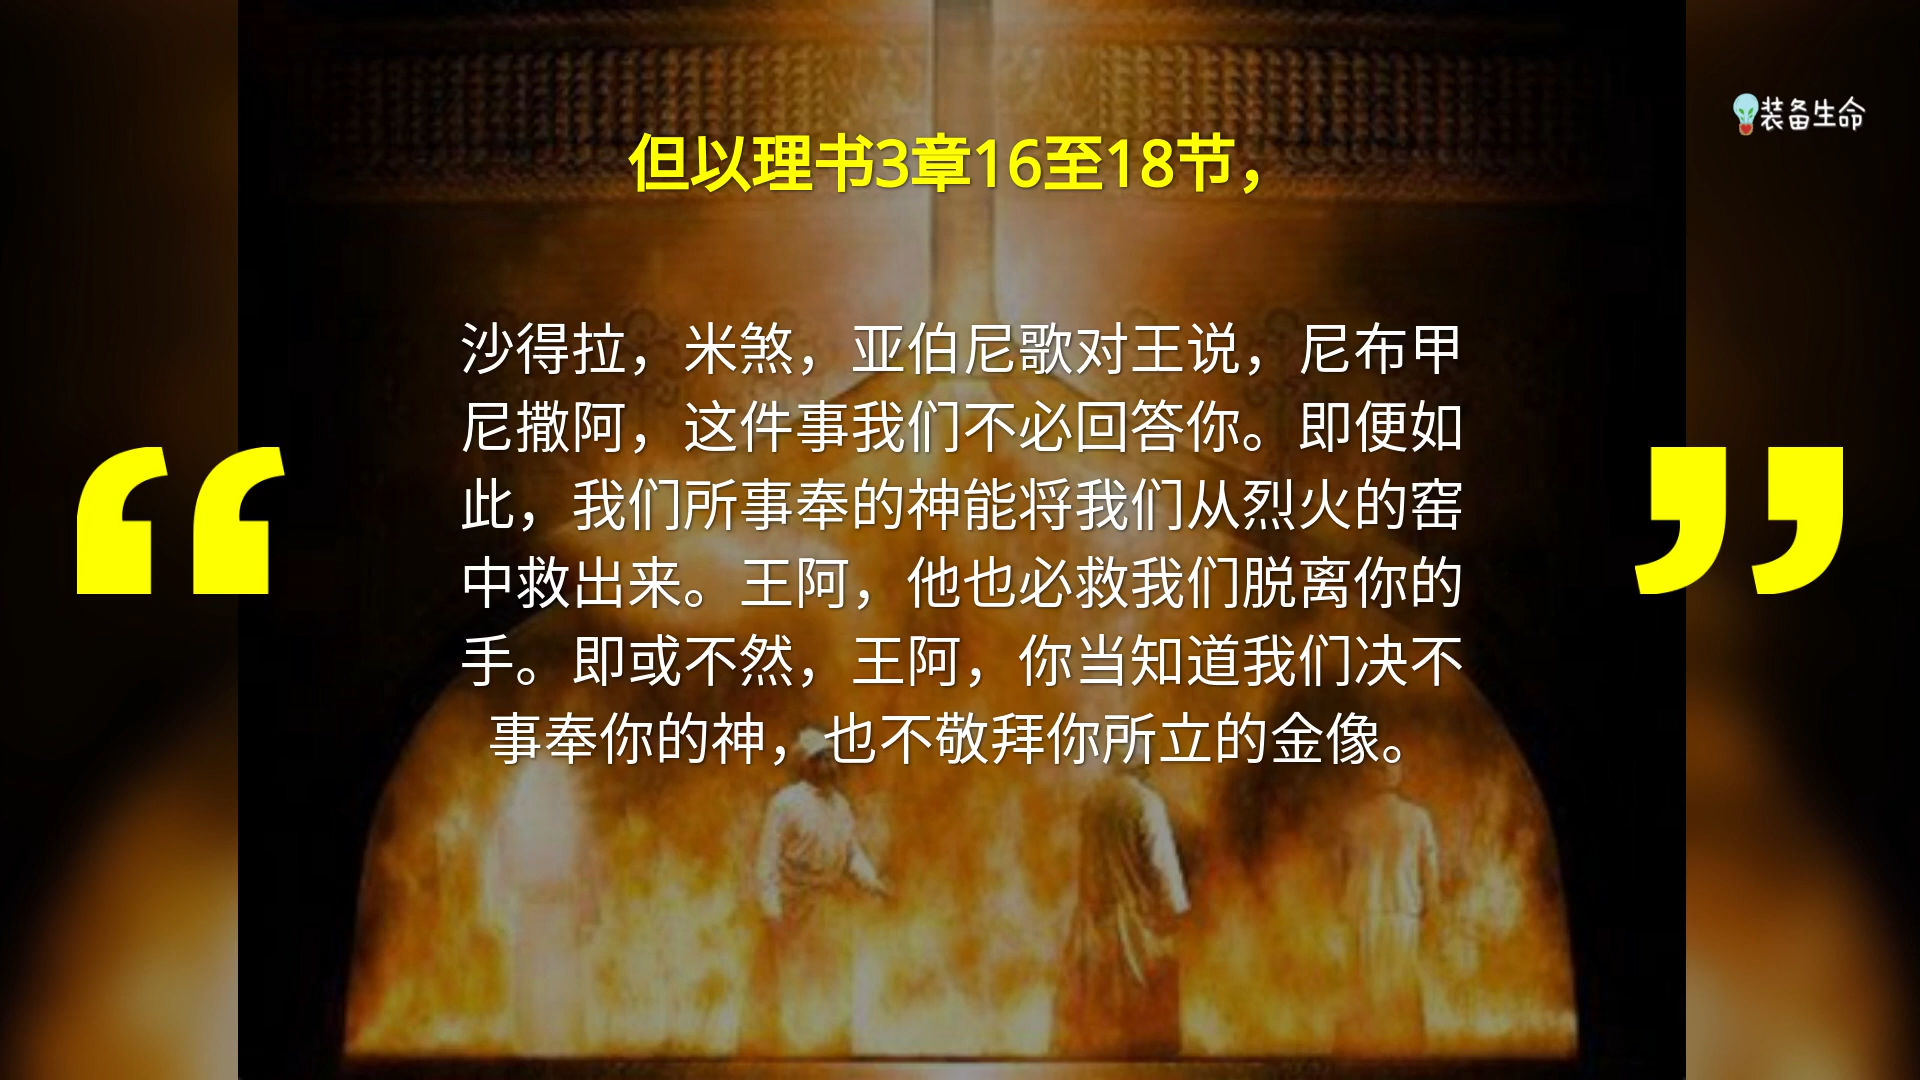 装备生命
但以理书3章16至18节，
沙得拉，米煞，亚伯尼歌对王说，尼布甲
尼撒阿，这件事我们不必回答你。即便如
此，我们所事奉的神能将我们从烈火的窑
中救出来。王阿，他也必救我们脱离你的
手。即或不然，王阿，你当知道我们决不
事奉你的神，也不敬拜你所立的金像。
“ ”